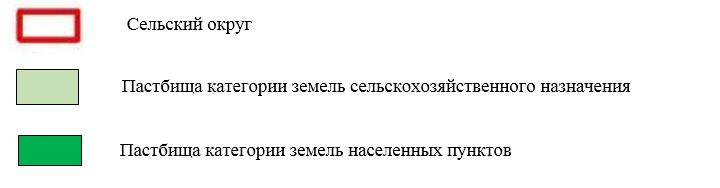 Сельский округ
Пастбища категории земель сельскохозяйственного назначения
Пастбища категории земель населенных пунктов